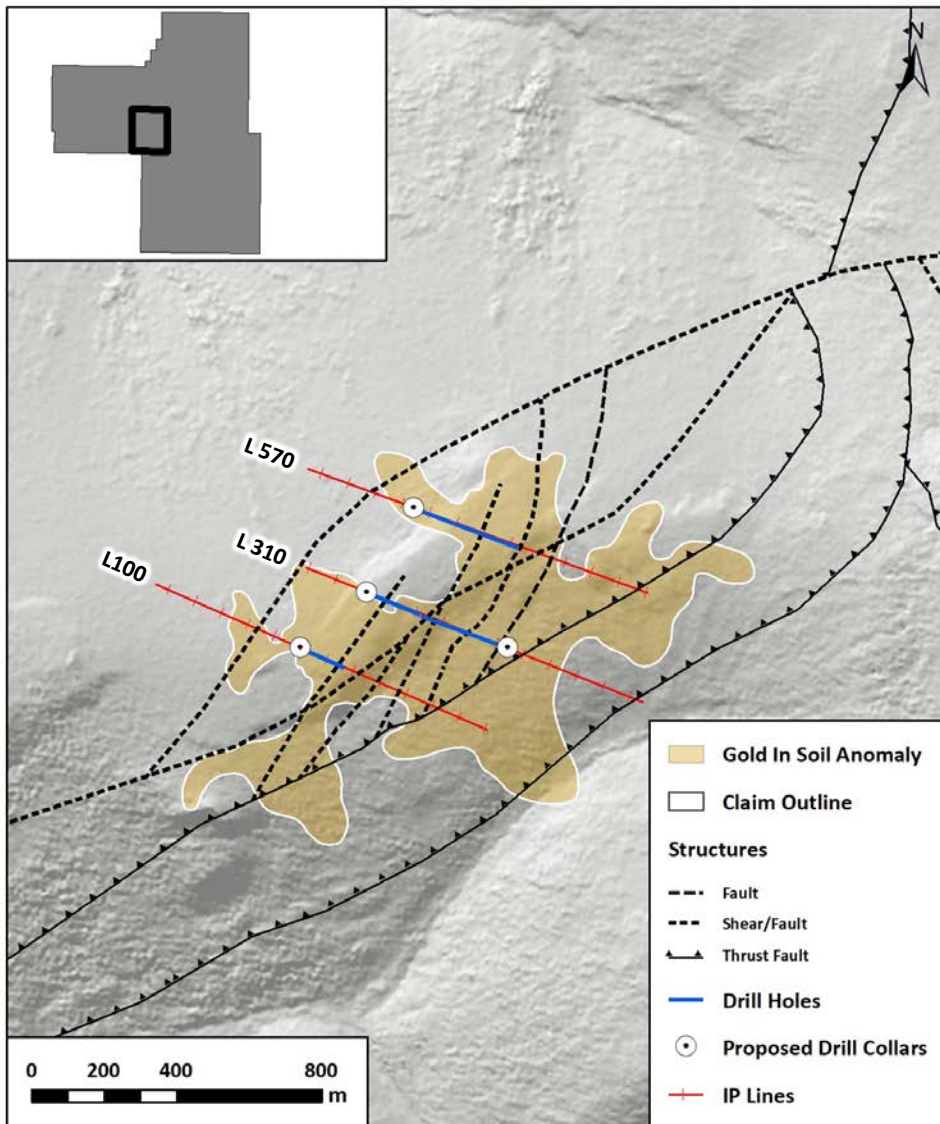 N
L 570
L 310
L100
Gold In Soil Anomaly
Claim Outline
Structures
Fault
Shear/Fault
Thrust Fault
Drill Holes
Proposed Drill Collars
IP Lines
0 200 400 800
m